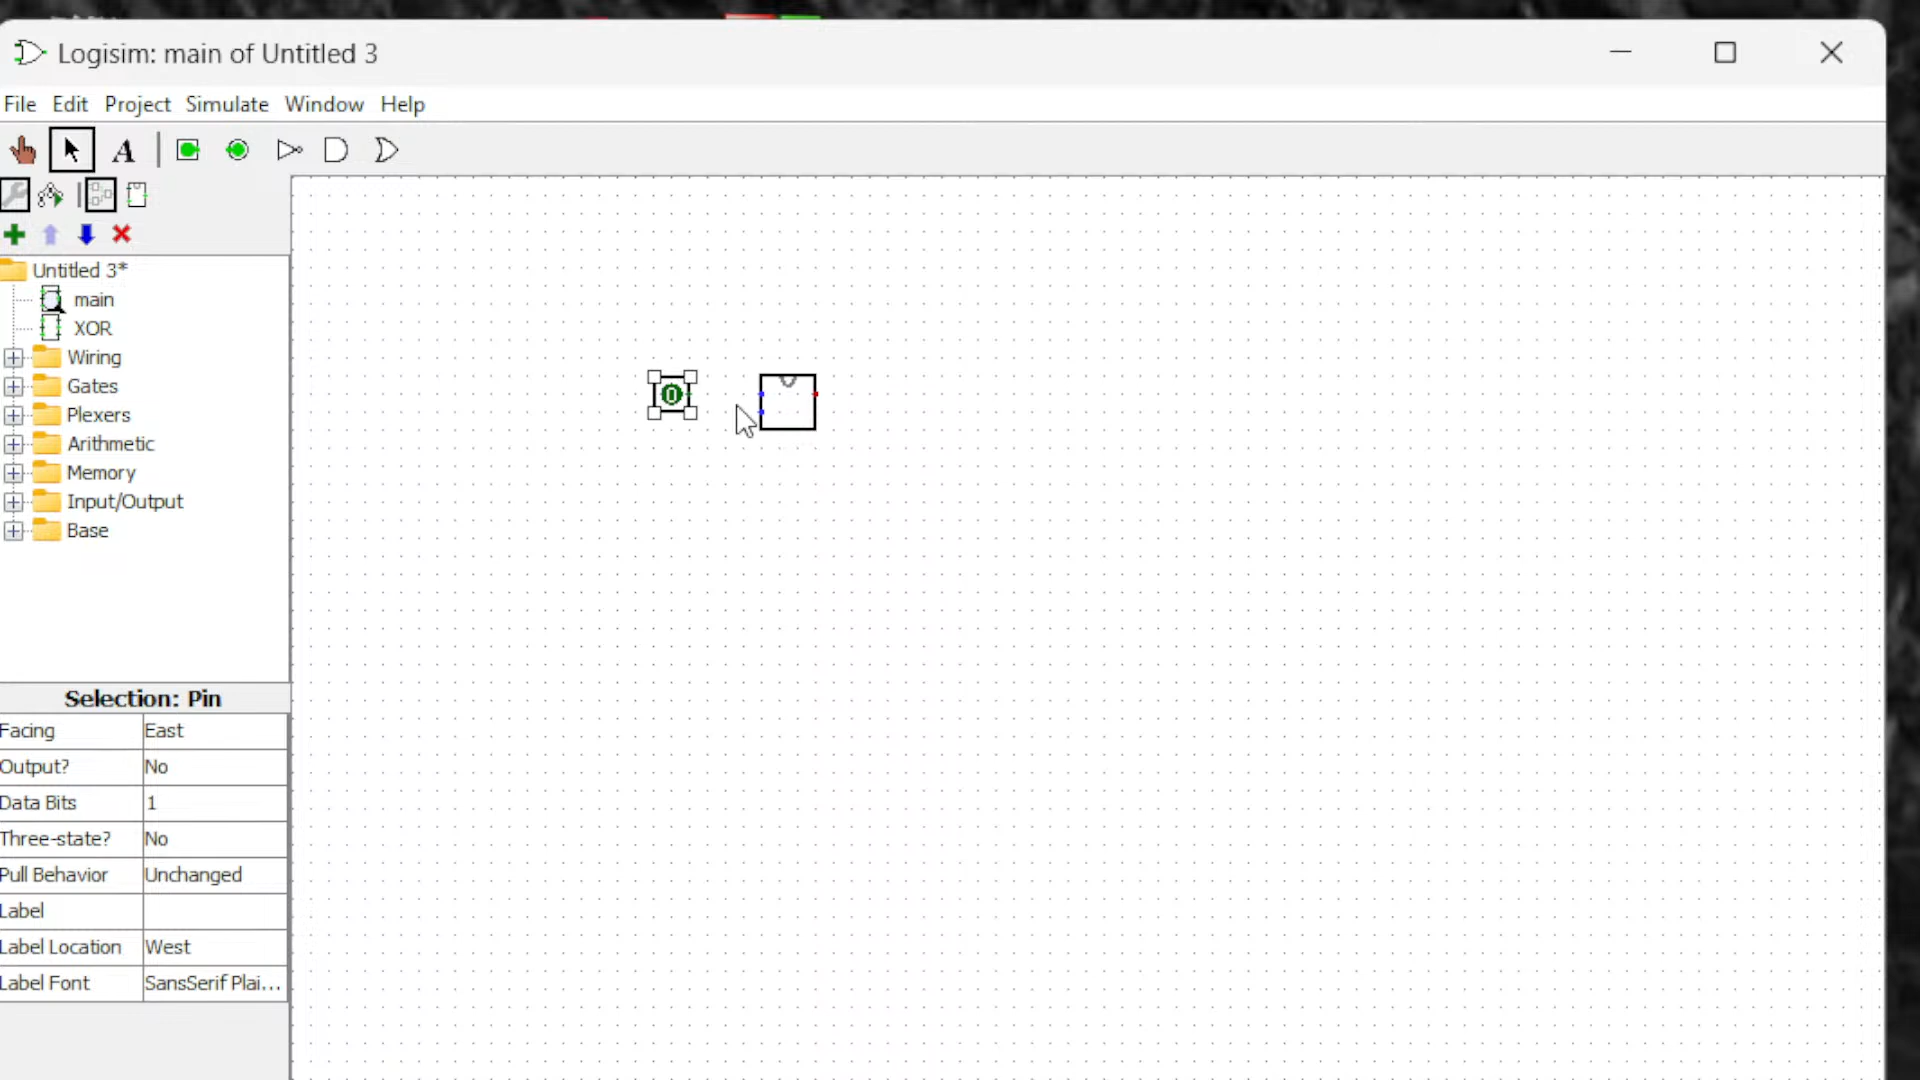 Logisim: main of Untitled 3
File Edit Project Simulate Window Help
A
Untitled 3*
main
XOR
Wiring
Gates
Plexers
Arithmetic
Memory
Input/Output
Base
0
Selection: Pin
Facing East
Output? No
Data Bits 1
Three-state? No
Pull Behavior Unchanged
Label
Label Location West
Label Font SansSerif Plai...